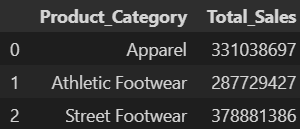 Product_Category Total_Sales
0 Apparel 331038697
1 Athletic Footwear 287729427
2 Street Footwear 378881386